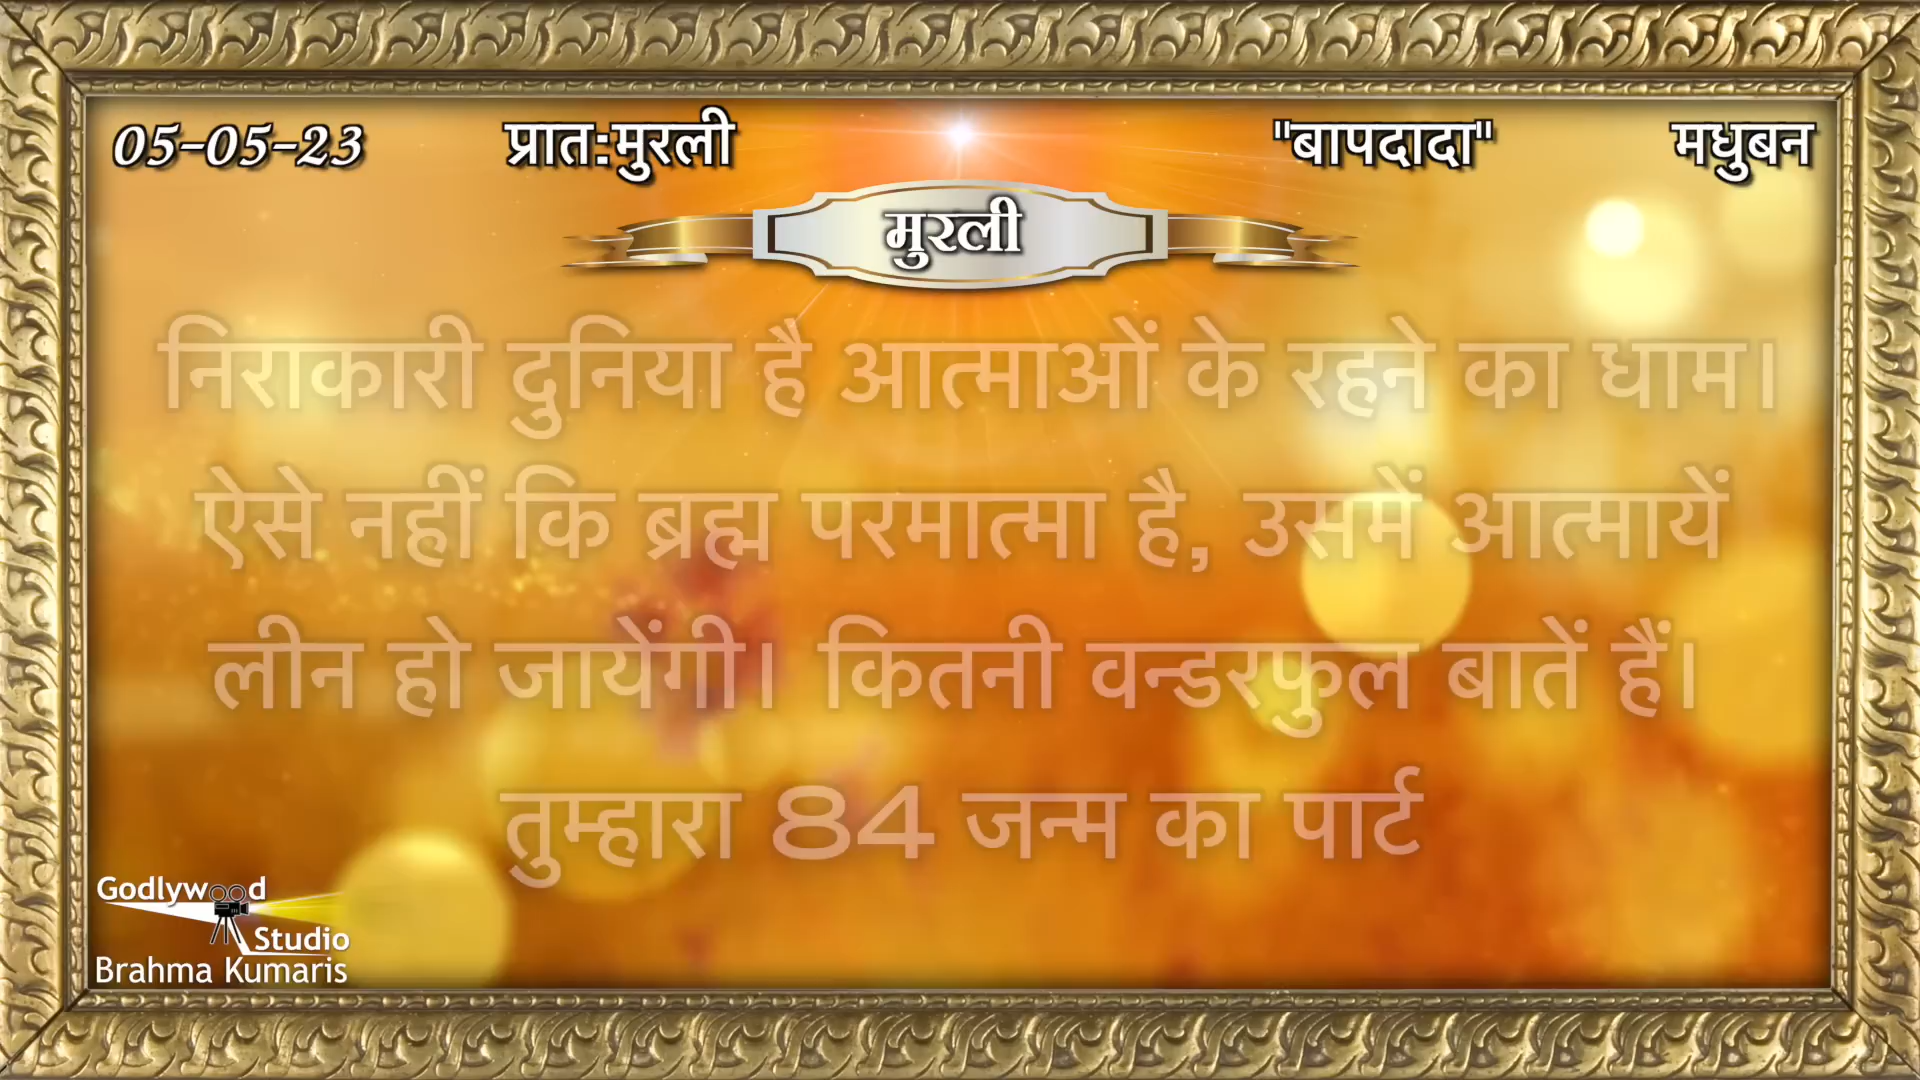 05-05-23 प्रात:मुरली "बापदादा" मधुबन
मुरली
निराकारी दुनिया है आत्माओं के रहने का धाम।
ऐसे नहीं कि ब्रह्म परमात्मा है, उसमें आत्मायें
लीन हो जायेंगी। कितनी वन्डरफुल बातें हैं।
तुम्हारा 84 जन्म का पार्ट
Godlywood
Studio
Brahma Kumaris